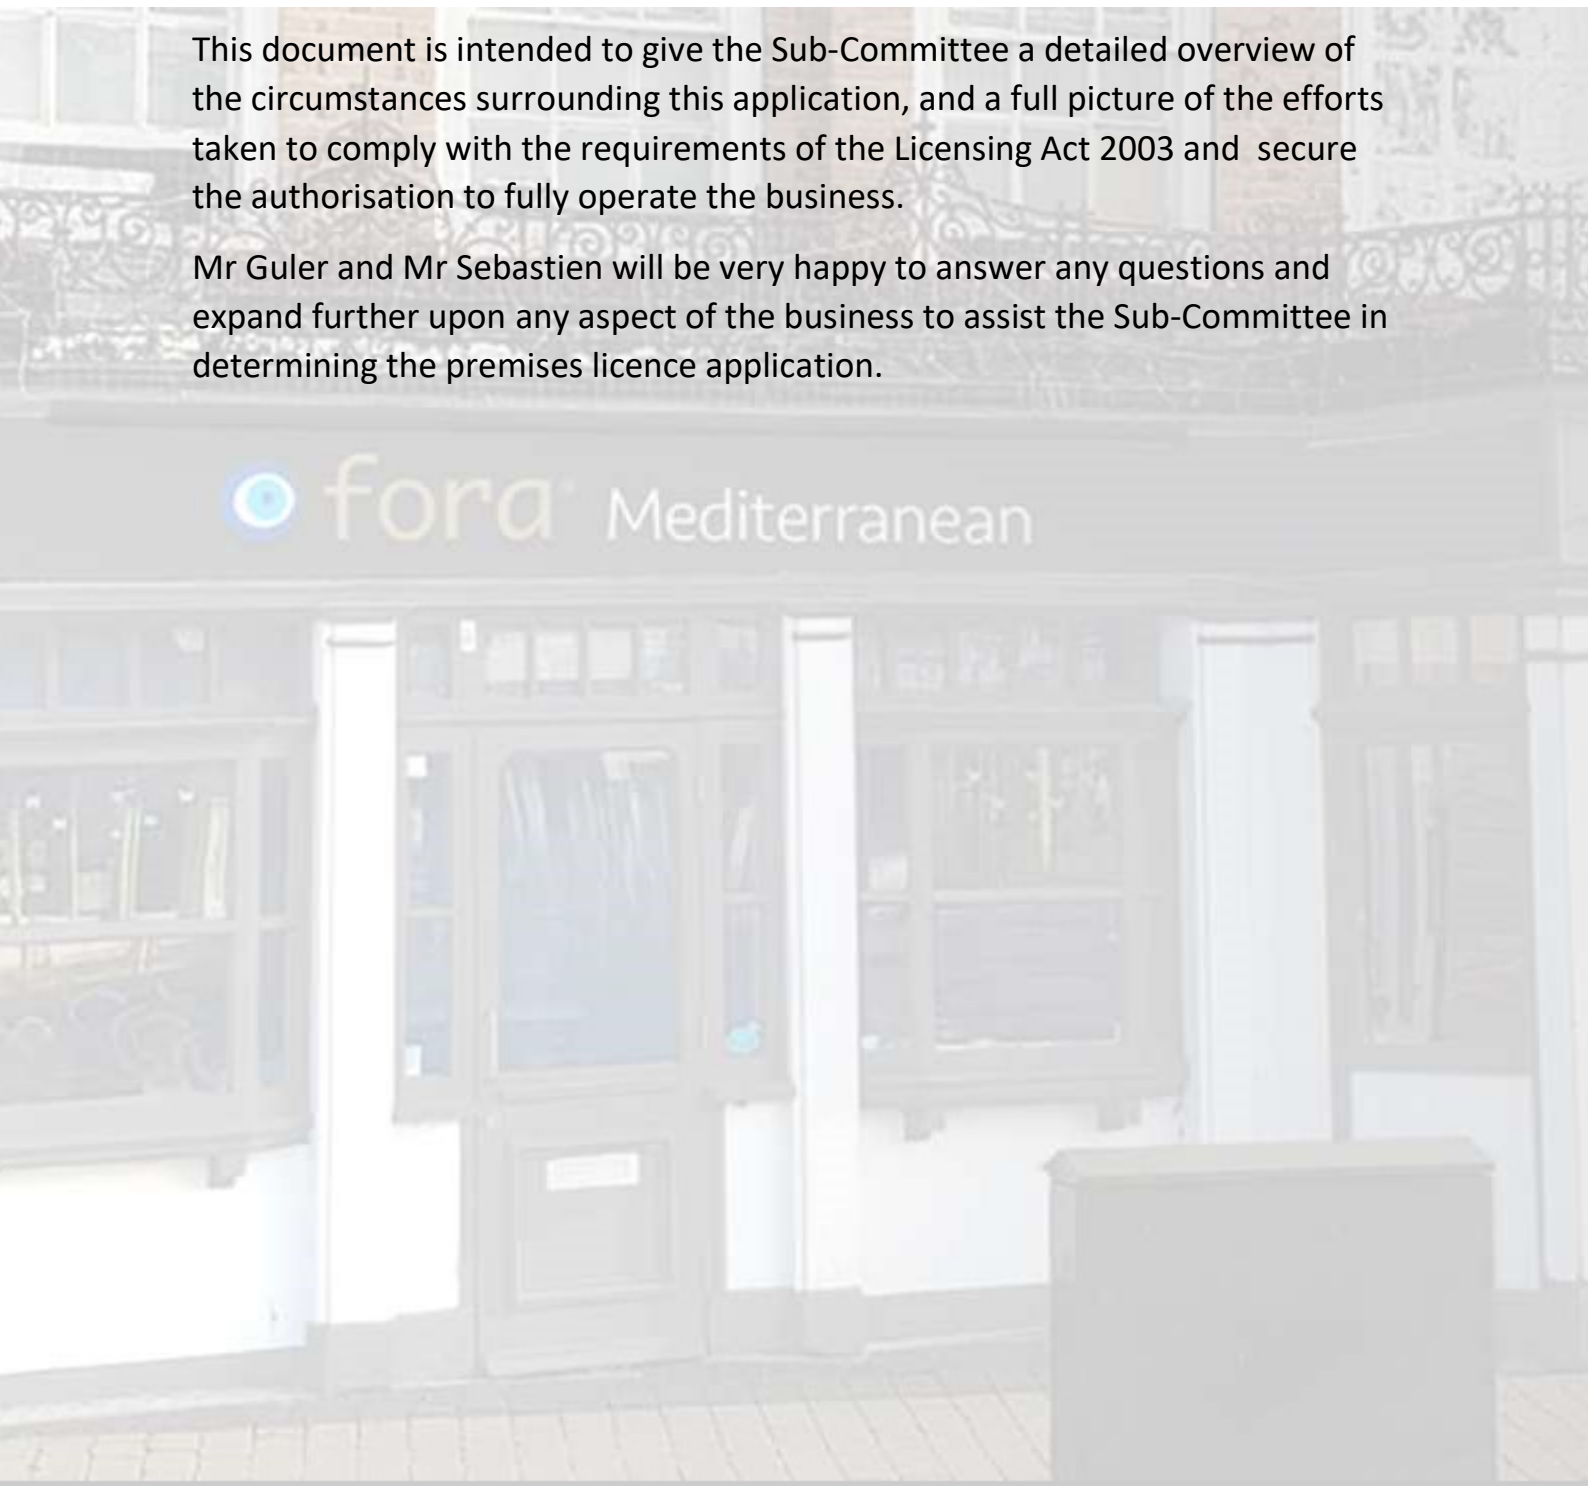 This document is intended to give the Sub-Committee a detailed overview of
the circumstances surrounding this application, and a full picture of the efforts
taken to comply with the requirements of the Licensing Act 2003 and  secure
the authorisation to fully operate the business.
Mr Guler and Mr Sebastien will be very happy to answer any questions and
expand further upon any aspect of the business to assist the Sub-Committee in
determining the premises licence application.
fora Mediterranean